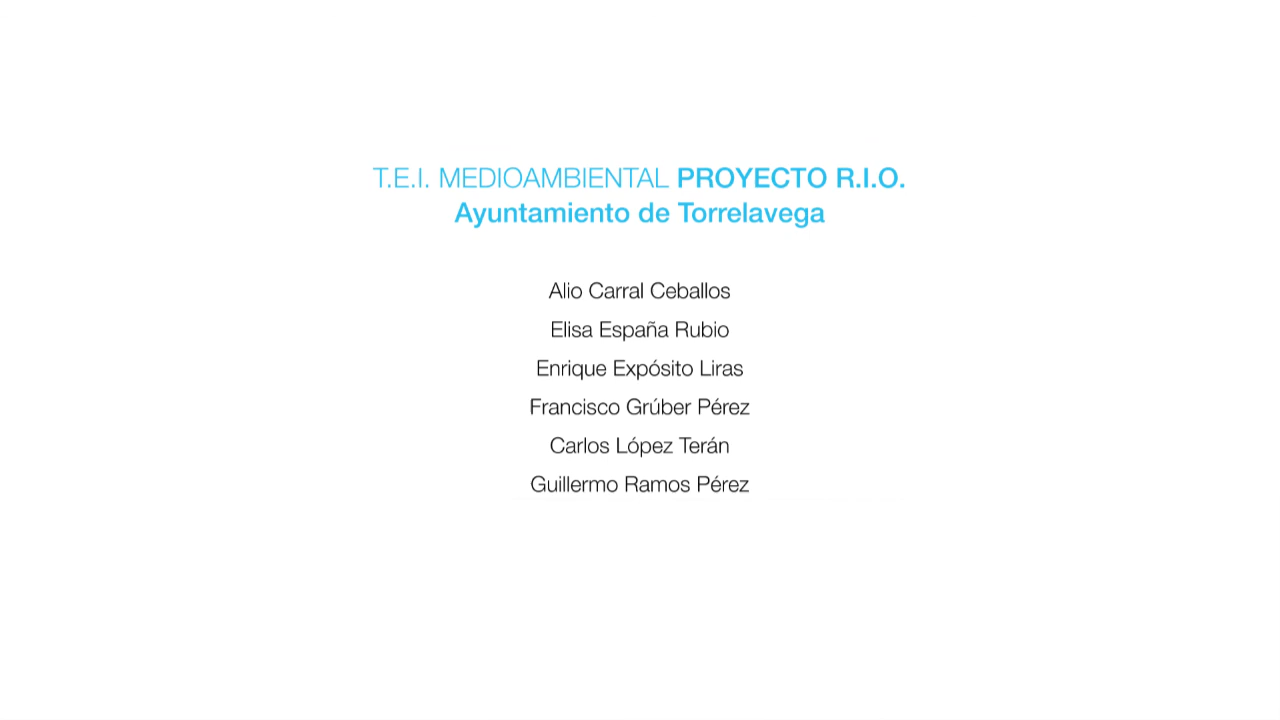 T.E.I. MEDIOAMBIENTAL PROYECTO R.I.O.
Ayuntamiento de Torrelavega
Alio Carral Ceballos
Elisa España Rubio
Enrique Expósito Liras
Francisco Grúber Pérez
Carlos López Terán
Guillermo Ramos Pérez